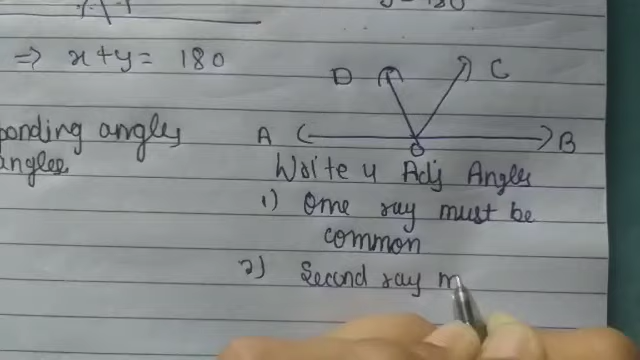 => x+y= 180
D C
A B
O
ponding angles
angles
Write 4 Adj Angles
1) One ray must be
common
2) Second ray m